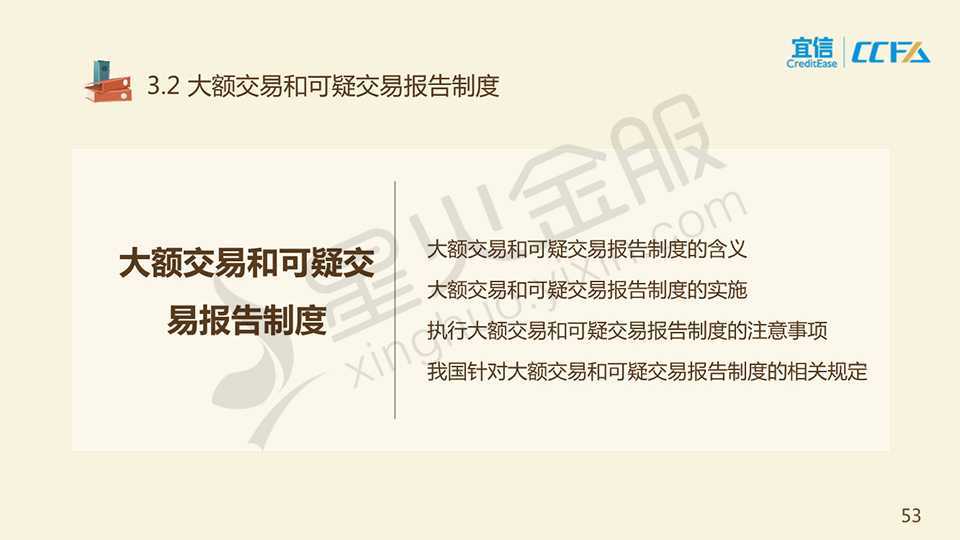 宜信
CreditEase
CCFA
3.2 大额交易和可疑交易报告制度
星火金服
xinghuo.yixin.com
大额交易和可疑交
易报告制度
大额交易和可疑交易报告制度的含义
大额交易和可疑交易报告制度的实施
执行大额交易和可疑交易报告制度的注意事项
我国针对大额交易和可疑交易报告制度的相关规定
53